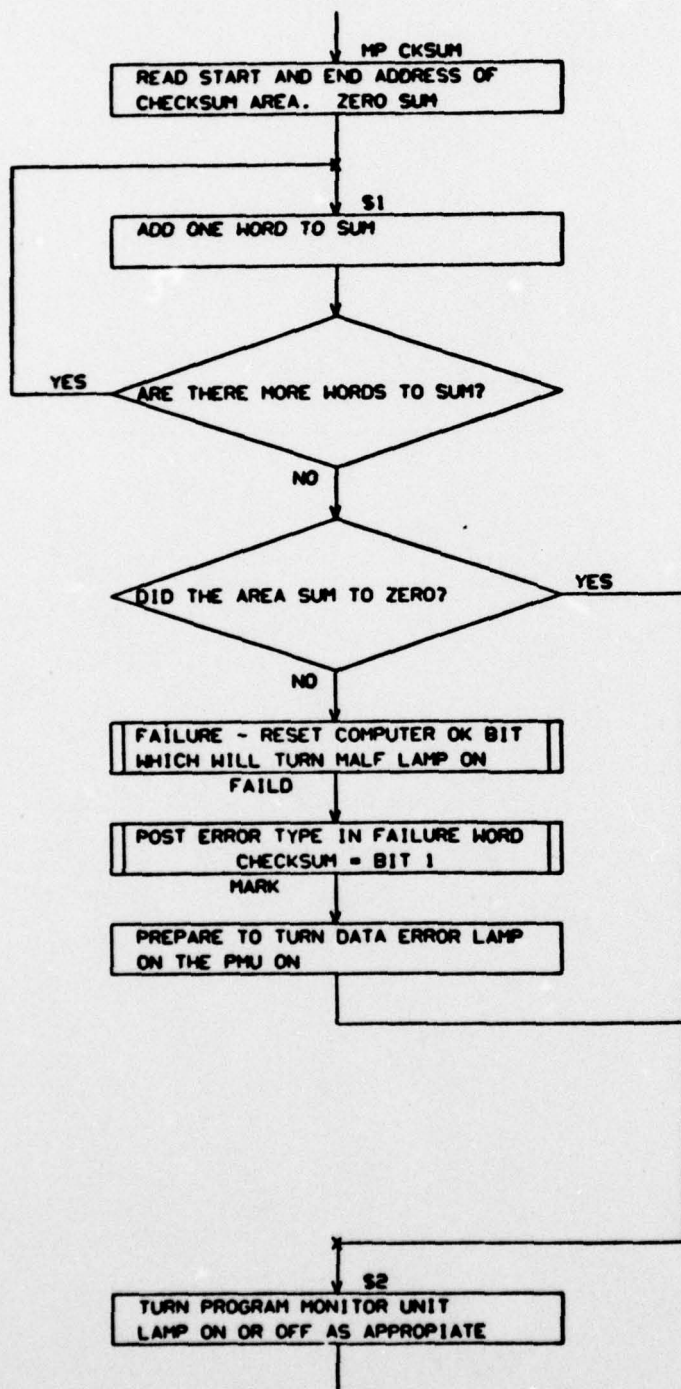 MP CKSUM
READ START AND END ADDRESS OF
CHECKSUM AREA. ZERO SUM
$1
ADD ONE WORD TO SUM
YES
ARE THERE MORE WORDS TO SUM?
NO
DID THE AREA SUM TO ZERO?
YES
NO
FAILURE - RESET COMPUTER OK BIT
WHICH WILL TURN MALF LAMP ON
FAILD
POST ERROR TYPE IN FAILURE WORD
CHECKSUM = BIT 1
MARK
PREPARE TO TURN DATA ERROR LAMP
ON THE PMU ON
$2
TURN PROGRAM MONITOR UNIT
LAMP ON OR OFF AS APPROPIATE